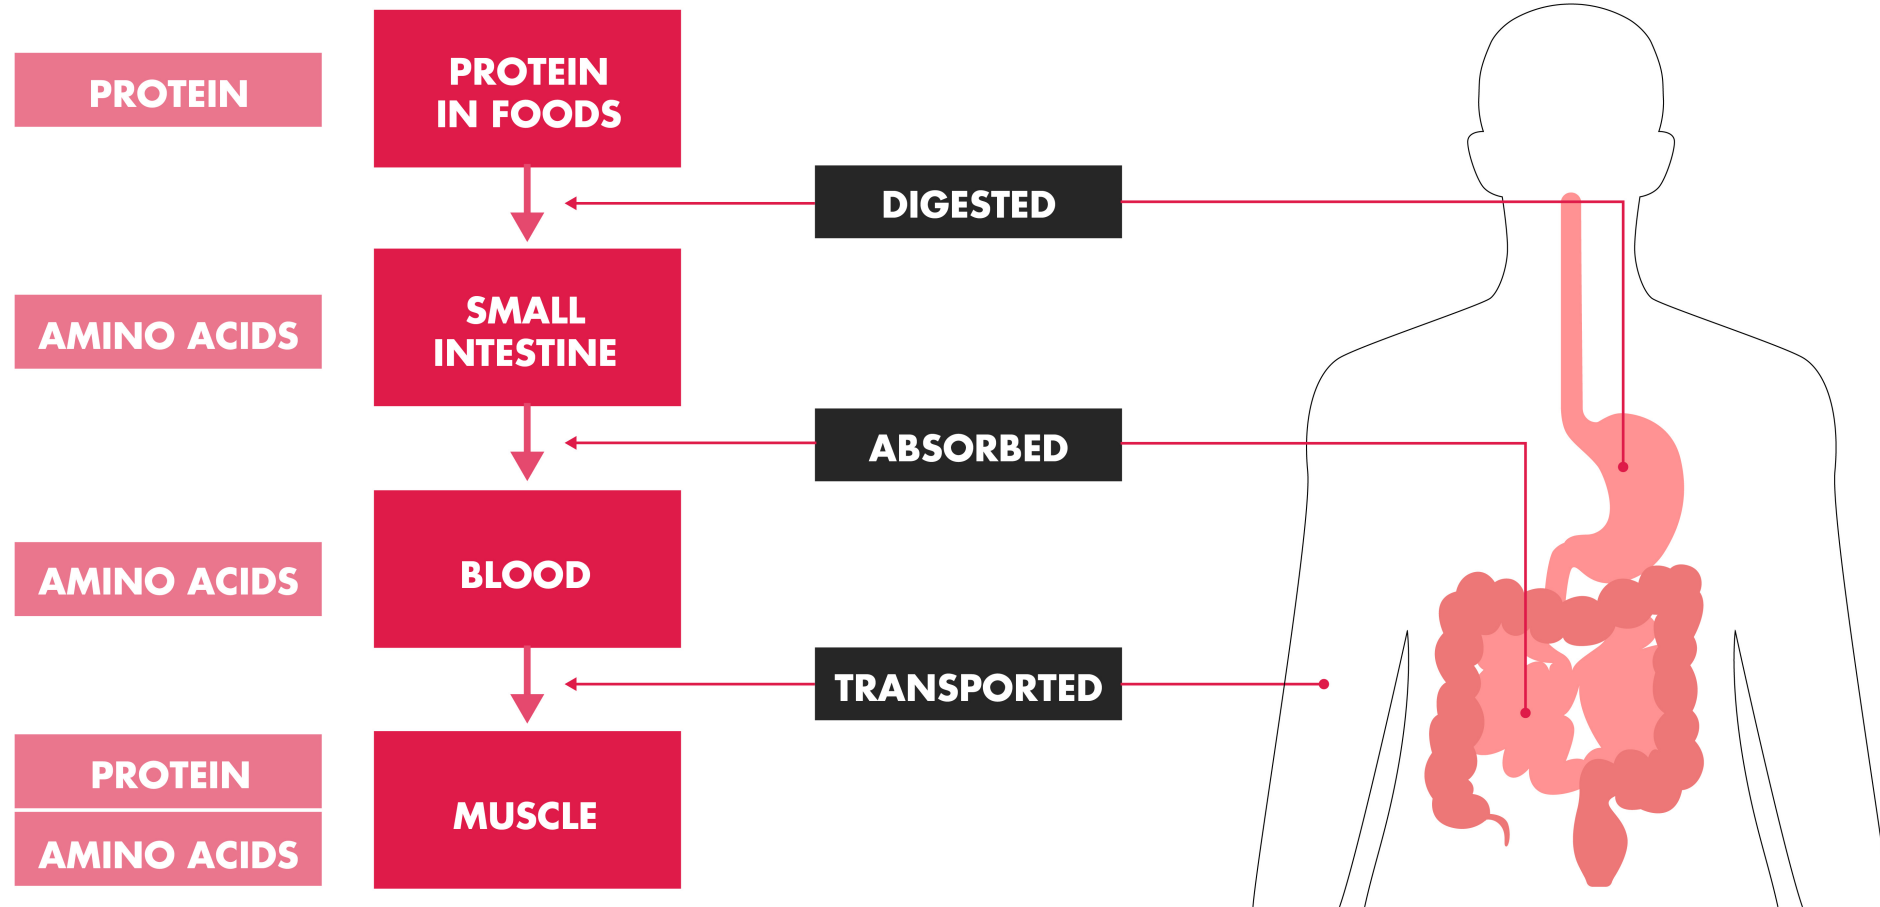 PROTEIN
PROTEIN
IN FOODS
DIGESTED
AMINO ACIDS
SMALL
INTESTINE
ABSORBED
AMINO ACIDS
BLOOD
TRANSPORTED
PROTEIN
AMINO ACIDS
MUSCLE